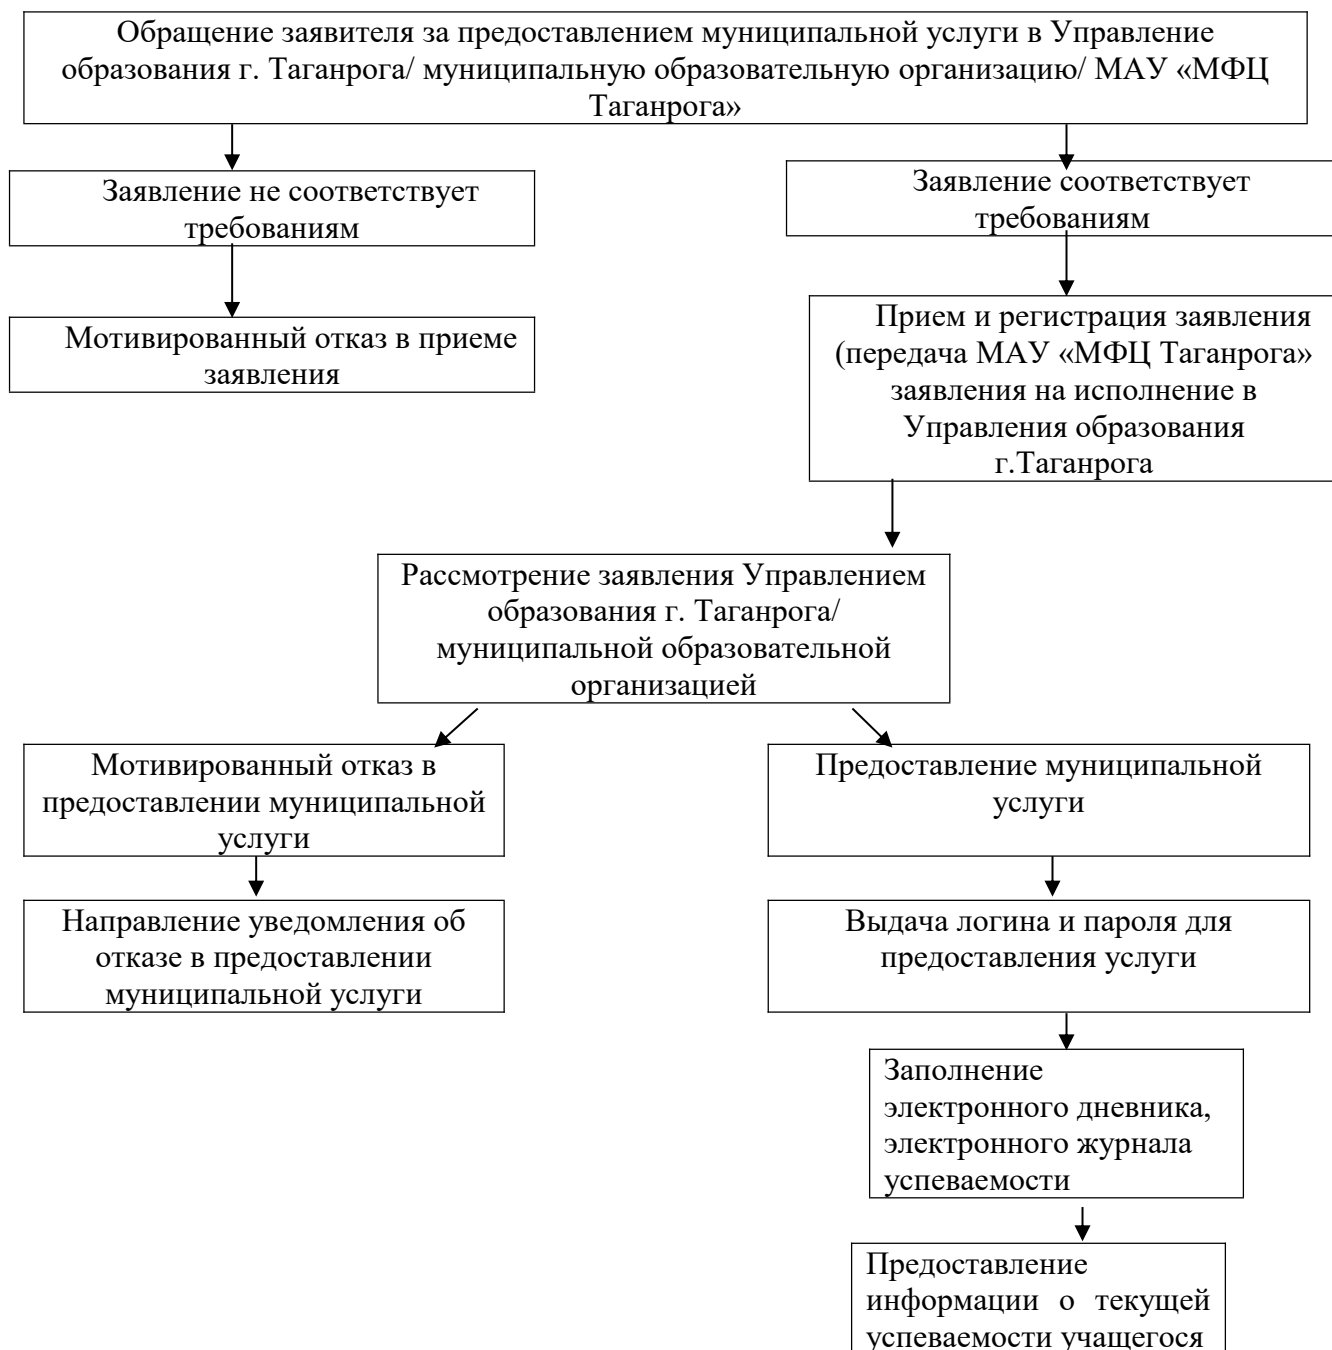 Обращение заявителя за предоставлением муниципальной услуги в Управление
образования г. Таганрога/ муниципальную образовательную организацию/ МАУ «МФЦ
Таганрога»
Заявление не соответствует
требованиям
Заявление соответствует
требованиям
Мотивированный отказ в приеме
заявления
Прием и регистрация заявления
(передача МАУ «МФЦ Таганрога»
заявления на исполнение в
Управления образования
г.Таганрога
Рассмотрение заявления Управлением
образования г. Таганрога/
муниципальной образовательной
организацией
Мотивированный отказ в
предоставлении муниципальной
услуги
Предоставление муниципальной
услуги
Направление уведомления об
отказе в предоставлении
муниципальной услуги
Выдача логина и пароля для
предоставления услуги
Заполнение
электронного дневника,
электронного журнала
успеваемости
Предоставление
информации о текущей
успеваемости учащегося